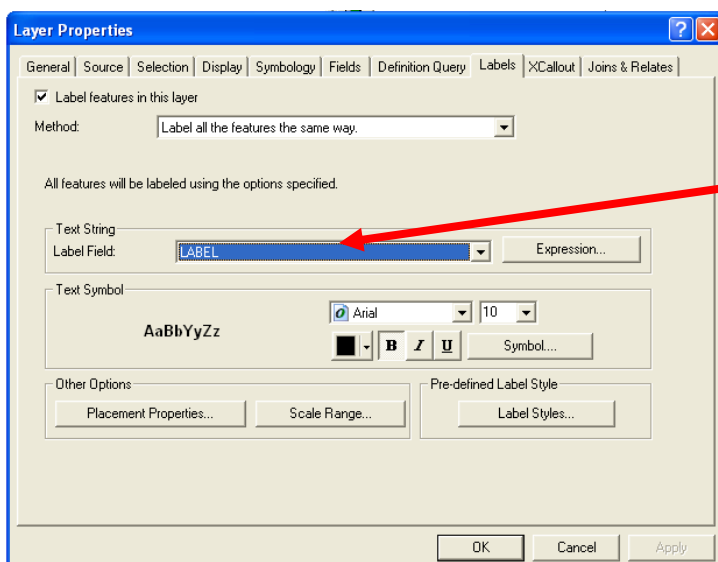 Layer Properties
General Source Selection Display Symbology Fields Definition Query Labels XCallout Joins & Relates
Label features in this layer
Method: Label all the features the same way.
All features will be labeled using the options specified.
Text String
Label Field: LABEL Expression...
Text Symbol
AaBbYyZz
Arial 10
B I U Symbol....
Other Options Pre-defined Label Style
Placement Properties... Scale Range... Label Styles...
OK Cancel Apply